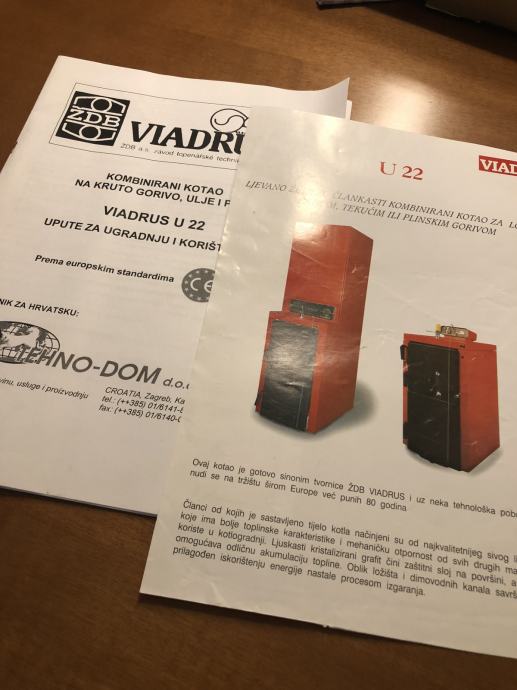 ŽDB
VIADRUS
ŽDB a.s. závod topenářské techni
KOMBINIRANI KOTAO
NA KRUTO GORIVO, ULJE I P
VIADRUS U 22
UPUTE ZA UGRADNJU I KORIŠT
Prema europskim standardima
CE
NIK ZA HRVATSKU:
TEHNO-DOM d.o.
vinu, usluge i proizvodnju
CROATIA, Zagreb, Ka
tel.: (++385) 01/6141-
fax: (++385) 01/6140-
U 22
VIAD
LJEVANO ČLANKASTI KOMBINIRANI KOTAO ZA
TEKUĆIM ILI PLINSKIM GORIVOM
Ovaj kotao je gotovo sinonim tvornice ŽDB VIADRUS i uz neka tehnološka pobo
nudi se na tržištu širom Europe već punih 80 godina
Članci od kojih je sastavljeno tijelo kotla načinjeni su od najkvalitetnijeg sivog li
koje ima bolje toplinske karakteristike i mehaničku otpornost od svih drugih ma
koriste u kotlogradnji. Ljuskasti kristalizirani grafit čini zaštitni sloj na površini, a
omogućava odličnu akumulaciju topline. Oblik ložišta i dimovodnih kanala savrš
prilagođen iskorištenju energije nastale procesom izgaranja.